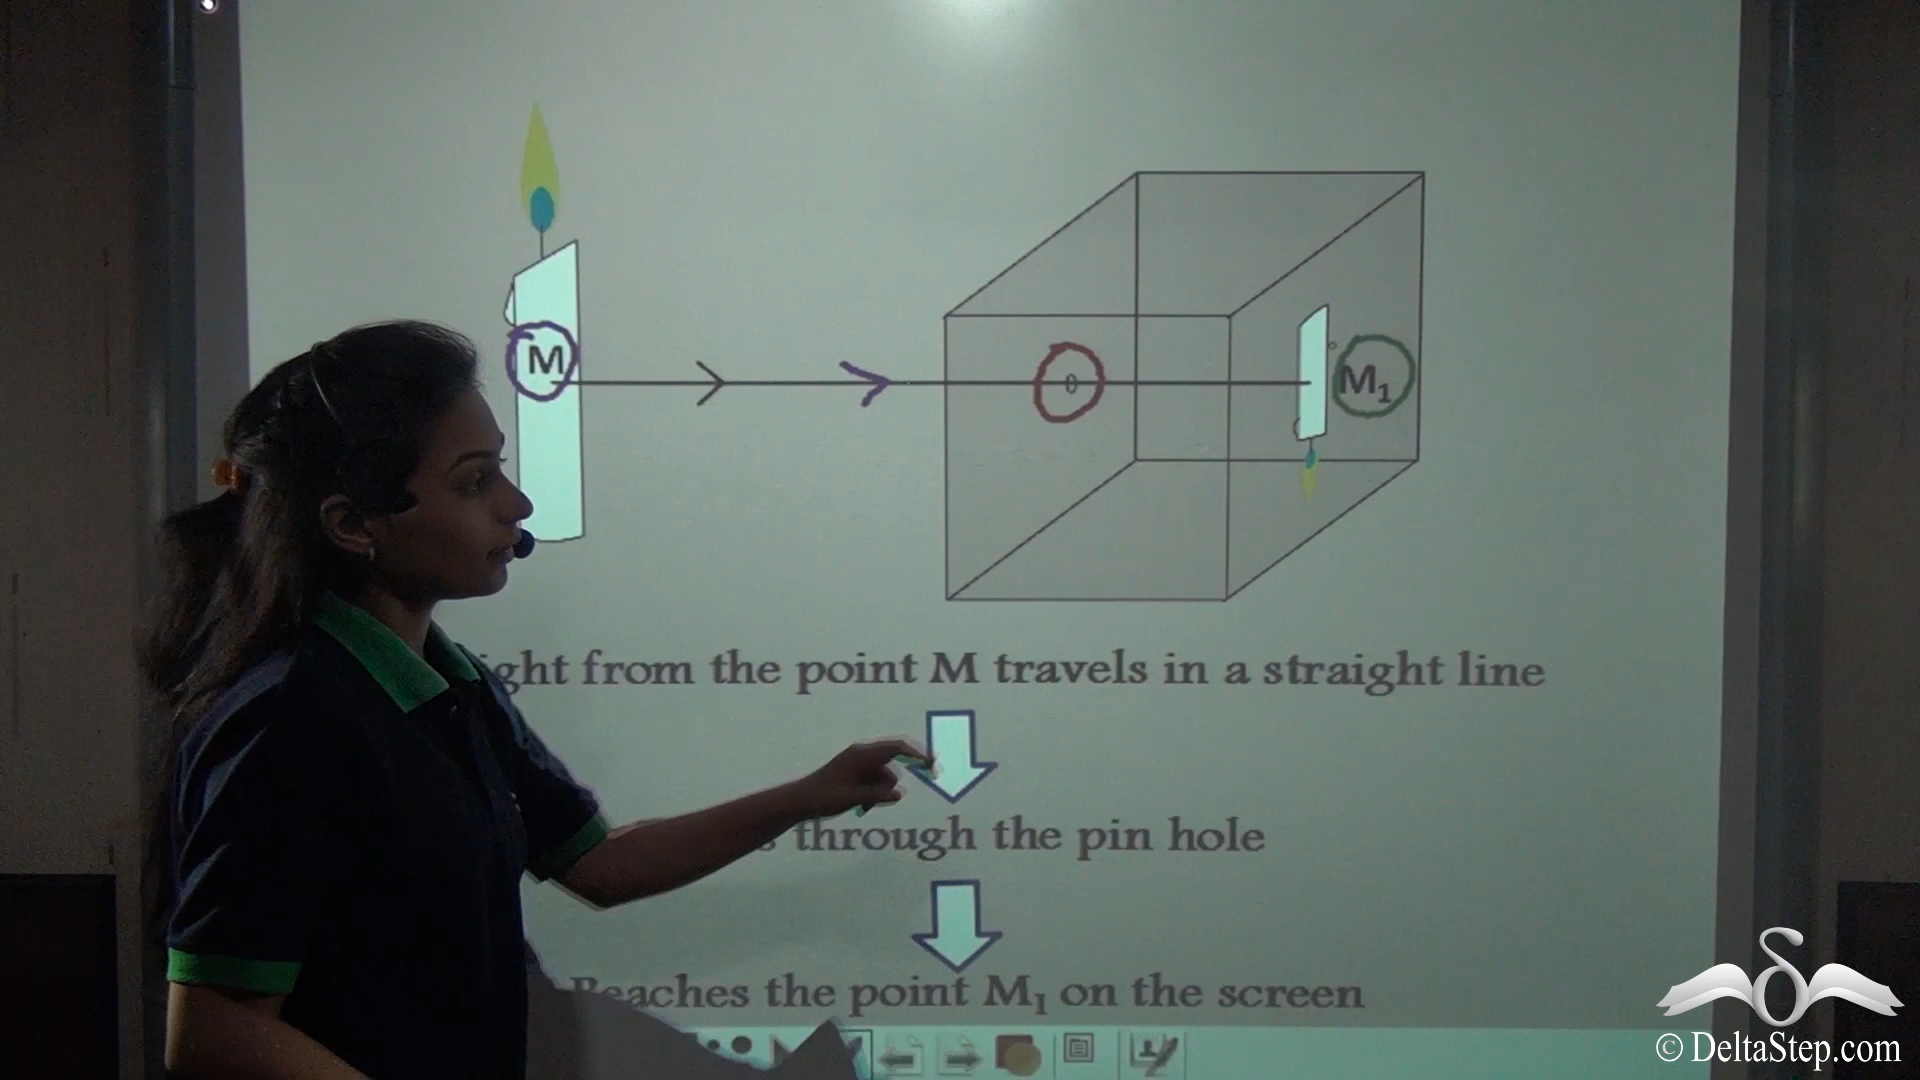 M
M₁
ght from the point M travels in a straight line
through the pin hole
Reaches the point M₁ on the screen
© DeltaStep.com